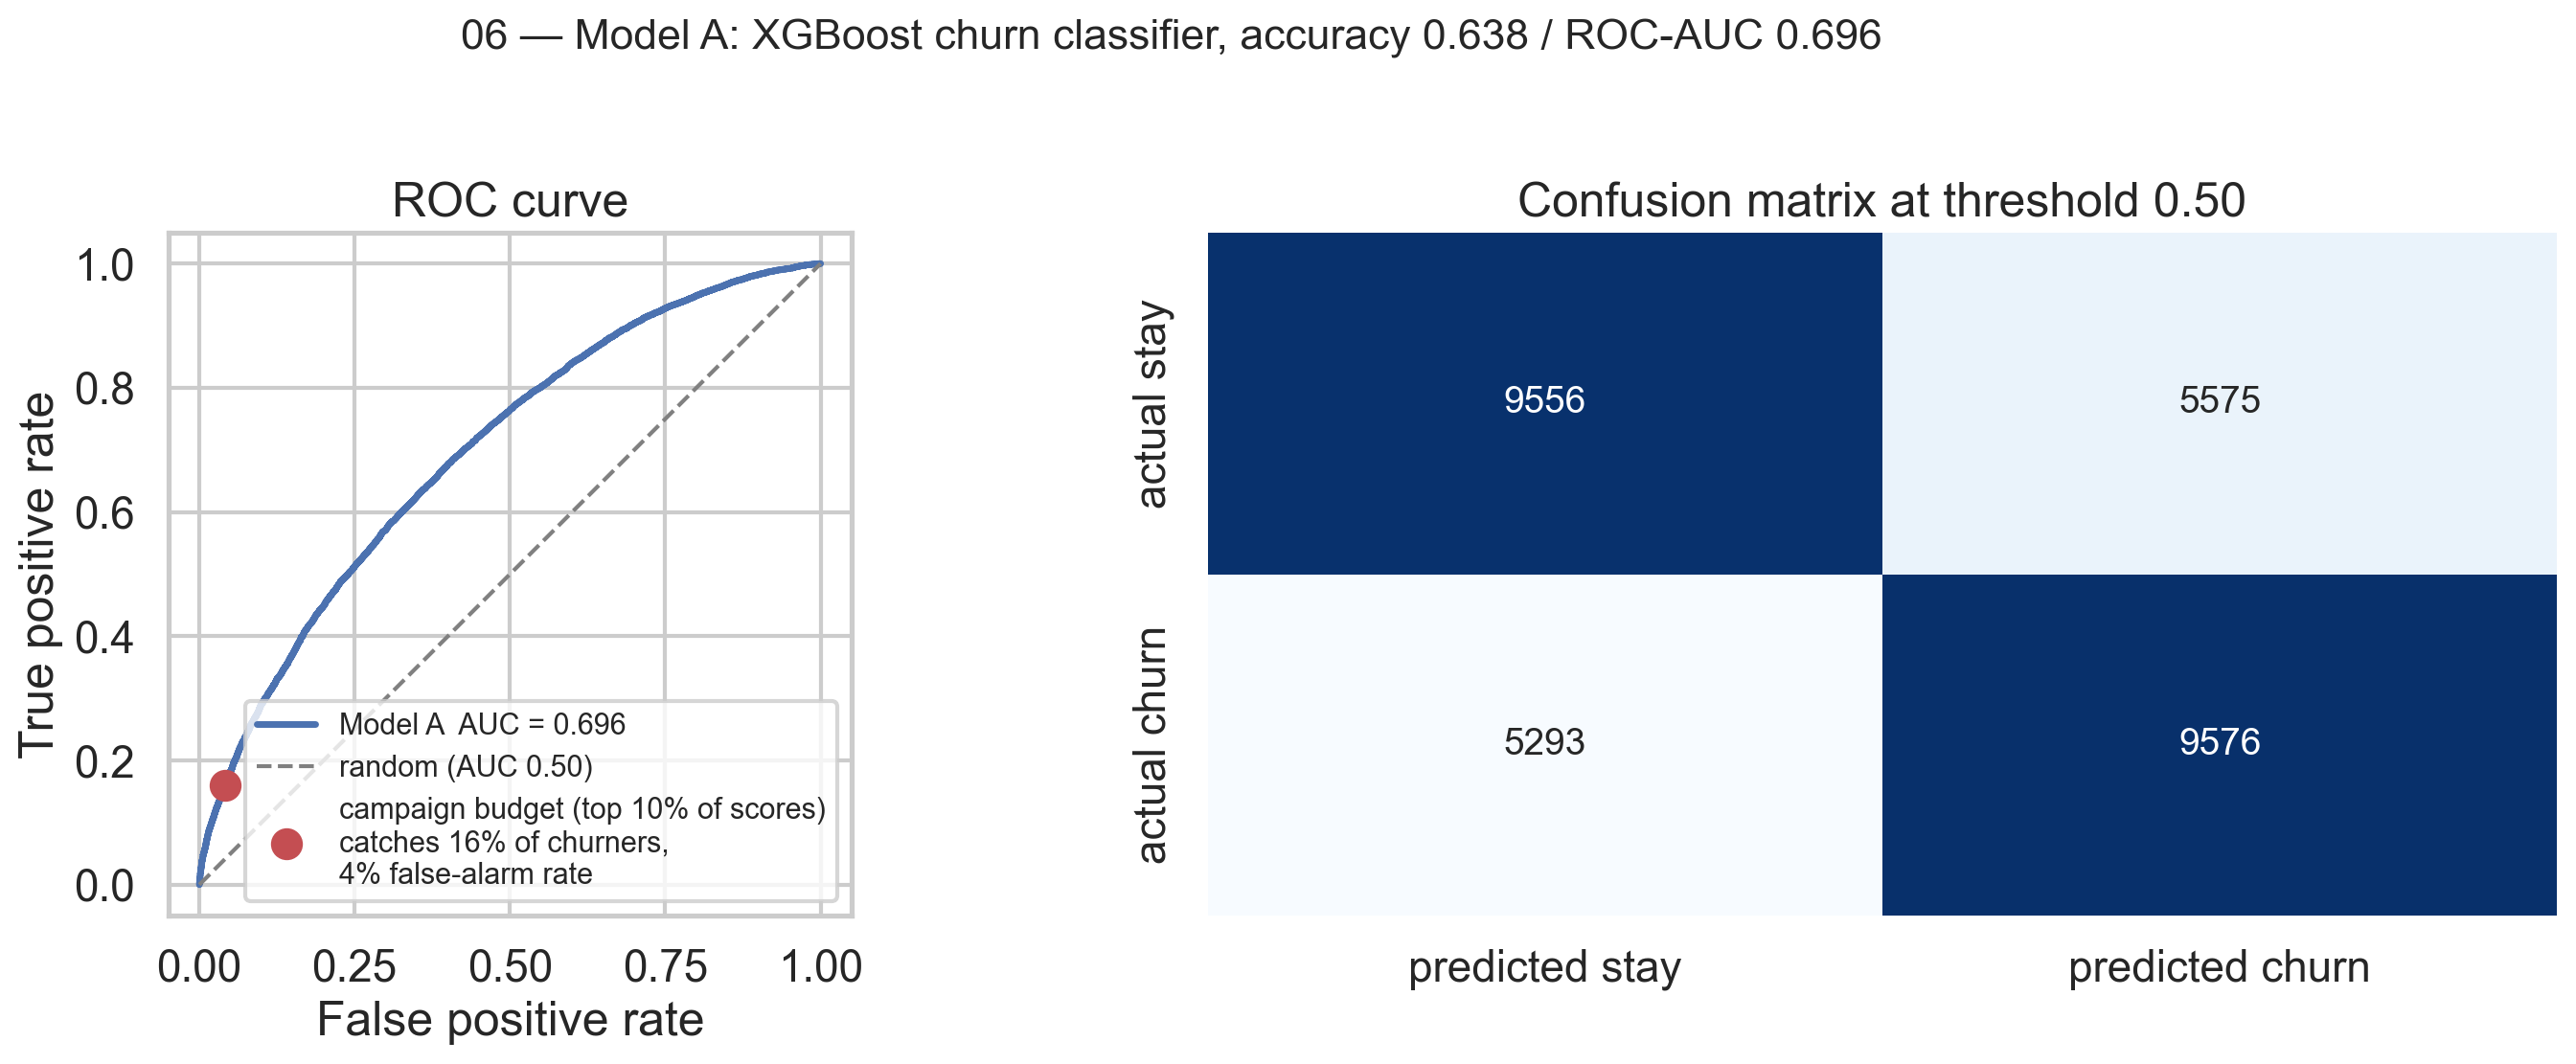 06 — Model A: XGBoost churn classifier, accuracy 0.638 / ROC-AUC 0.696
ROC curve
True positive rate
1.0
0.8
0.6
0.4
0.2
0.0
0.00 0.25 0.50 0.75 1.00
False positive rate
Model A  AUC = 0.696
random (AUC 0.50)
campaign budget (top 10% of scores)
catches 16% of churners,
4% false-alarm rate
Confusion matrix at threshold 0.50
actual stay
9556 5575
actual churn
5293 9576
predicted stay predicted churn